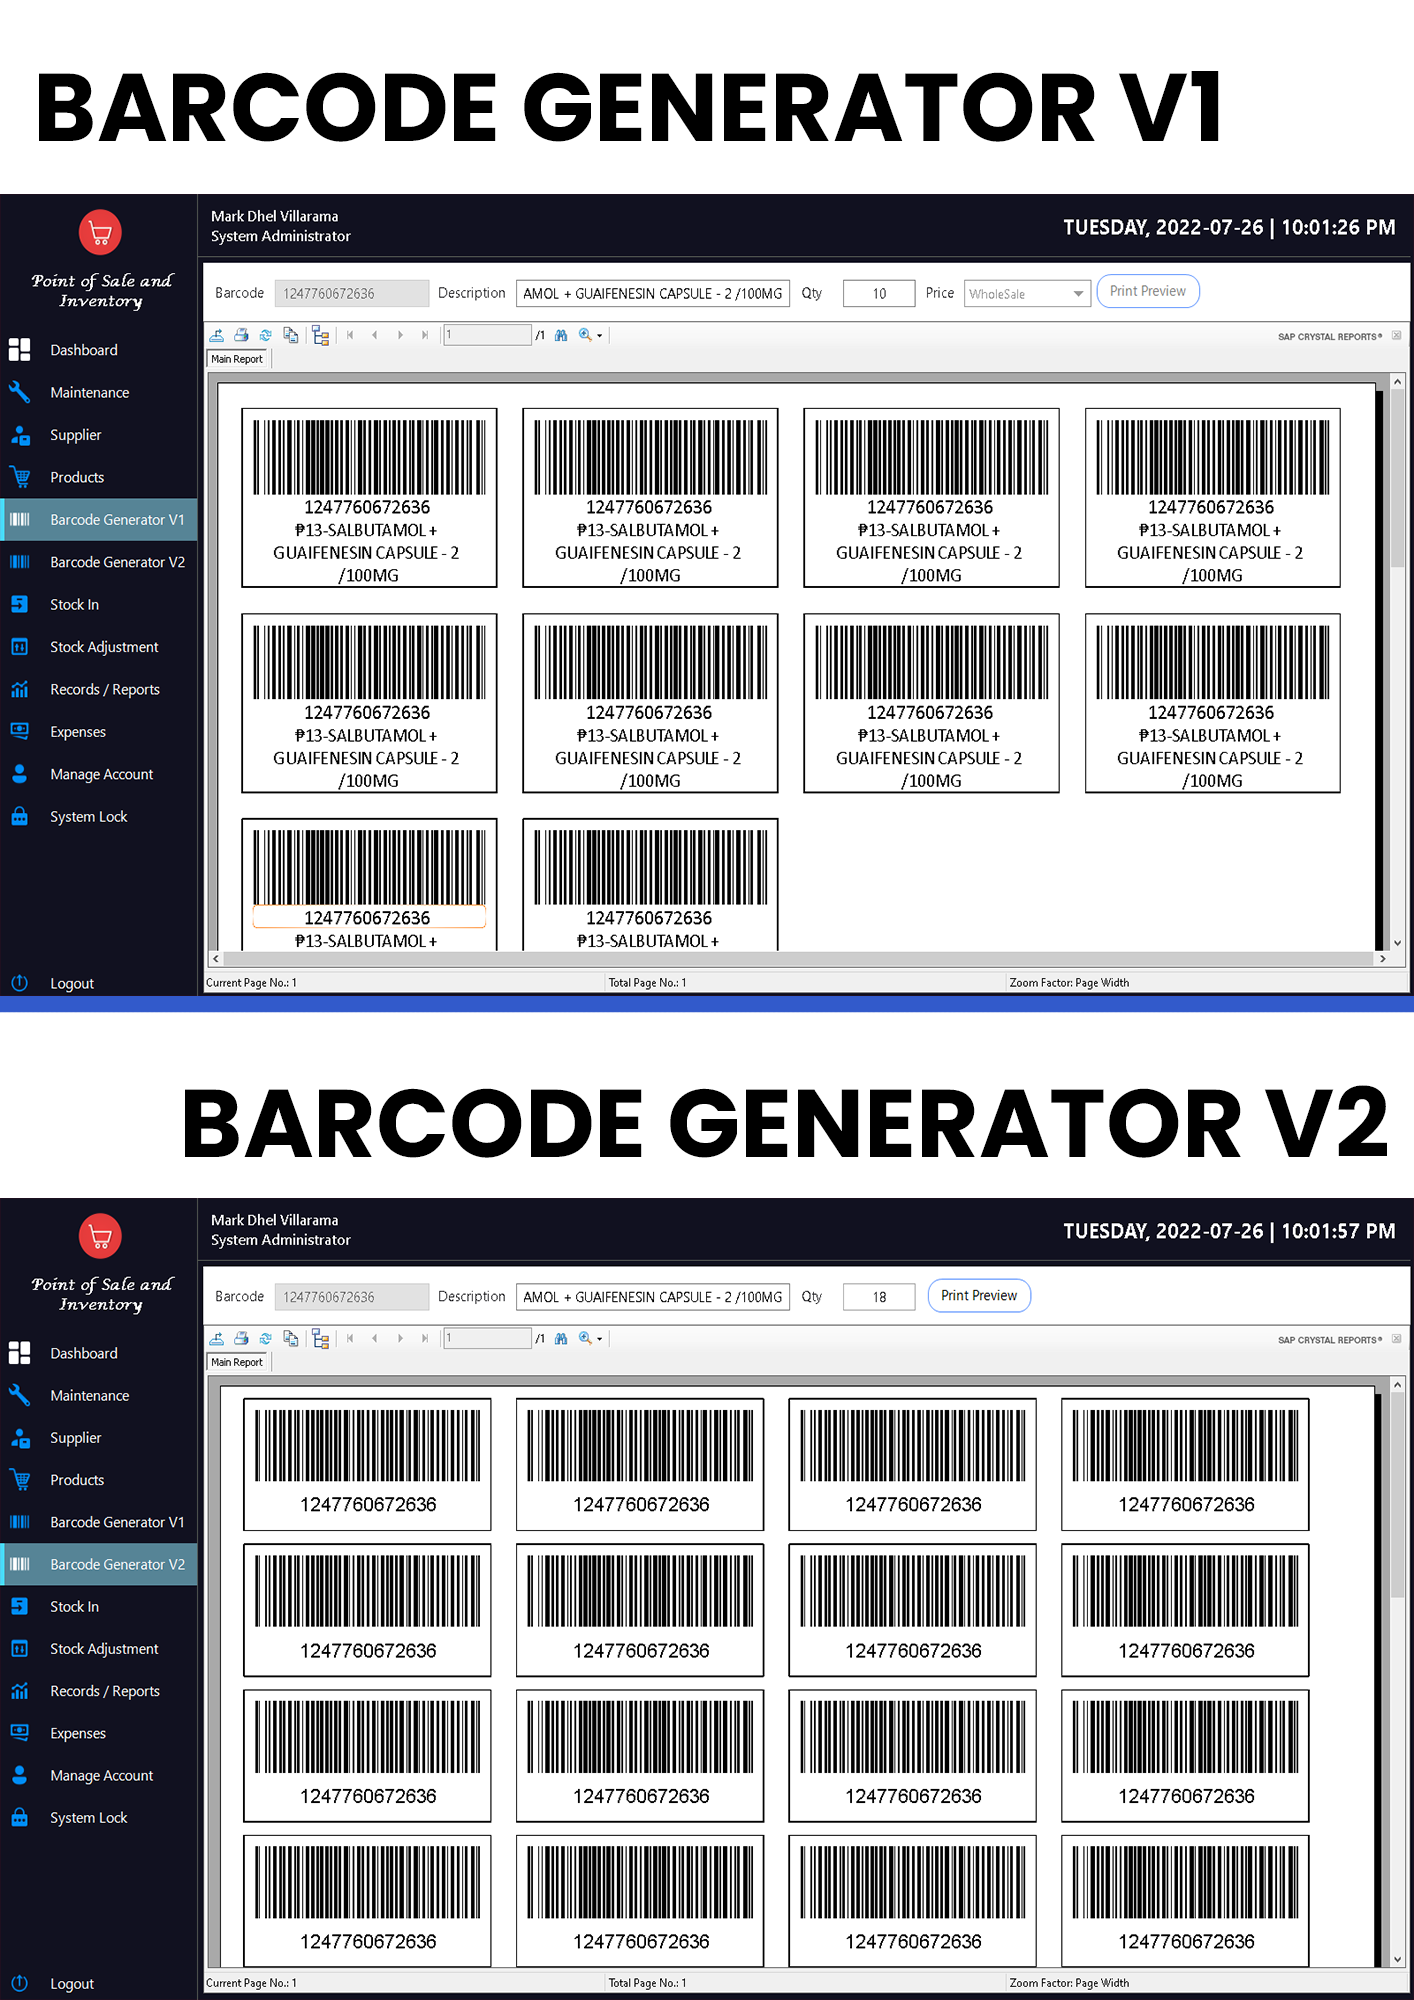 BARCODE GENERATOR V1
Mark Dhel Villarama
System Administrator
TUESDAY, 2022-07-26 | 10:01:26 PM
Point of Sale and
Inventory
Barcode 1247760672636 Description AMOL + GUAIFENESIN CAPSULE - 2 /100MG Qty 10 Price WholeSale Print Preview
1 /1 SAP CRYSTAL REPORTS®
Main Report
Dashboard
Maintenance
Supplier
Products
Barcode Generator V1
Barcode Generator V2
Stock In
Stock Adjustment
Records / Reports
Expenses
Manage Account
System Lock
Logout
1247760672636 1247760672636 1247760672636 1247760672636
₱13-SALBUTAMOL + ₱13-SALBUTAMOL + ₱13-SALBUTAMOL + ₱13-SALBUTAMOL +
GUAIFENESIN CAPSULE - 2 GUAIFENESIN CAPSULE - 2 GUAIFENESIN CAPSULE - 2 GUAIFENESIN CAPSULE - 2
/100MG /100MG /100MG /100MG
1247760672636 1247760672636 1247760672636 1247760672636
₱13-SALBUTAMOL + ₱13-SALBUTAMOL + ₱13-SALBUTAMOL + ₱13-SALBUTAMOL +
GUAIFENESIN CAPSULE - 2 GUAIFENESIN CAPSULE - 2 GUAIFENESIN CAPSULE - 2 GUAIFENESIN CAPSULE - 2
/100MG /100MG /100MG /100MG
1247760672636 1247760672636
₱13-SALBUTAMOL + ₱13-SALBUTAMOL +
Current Page No.: 1 Total Page No.: 1 Zoom Factor: Page Width
BARCODE GENERATOR V2
Mark Dhel Villarama
System Administrator
TUESDAY, 2022-07-26 | 10:01:57 PM
Point of Sale and
Inventory
Barcode 1247760672636 Description AMOL + GUAIFENESIN CAPSULE - 2 /100MG Qty 18 Print Preview
1 /1 SAP CRYSTAL REPORTS®
Main Report
Dashboard
Maintenance
Supplier
Products
Barcode Generator V1
Barcode Generator V2
Stock In
Stock Adjustment
Records / Reports
Expenses
Manage Account
System Lock
Logout
1247760672636 1247760672636 1247760672636 1247760672636
1247760672636 1247760672636 1247760672636 1247760672636
1247760672636 1247760672636 1247760672636 1247760672636
1247760672636 1247760672636 1247760672636 1247760672636
Current Page No.: 1 Total Page No.: 1 Zoom Factor: Page Width